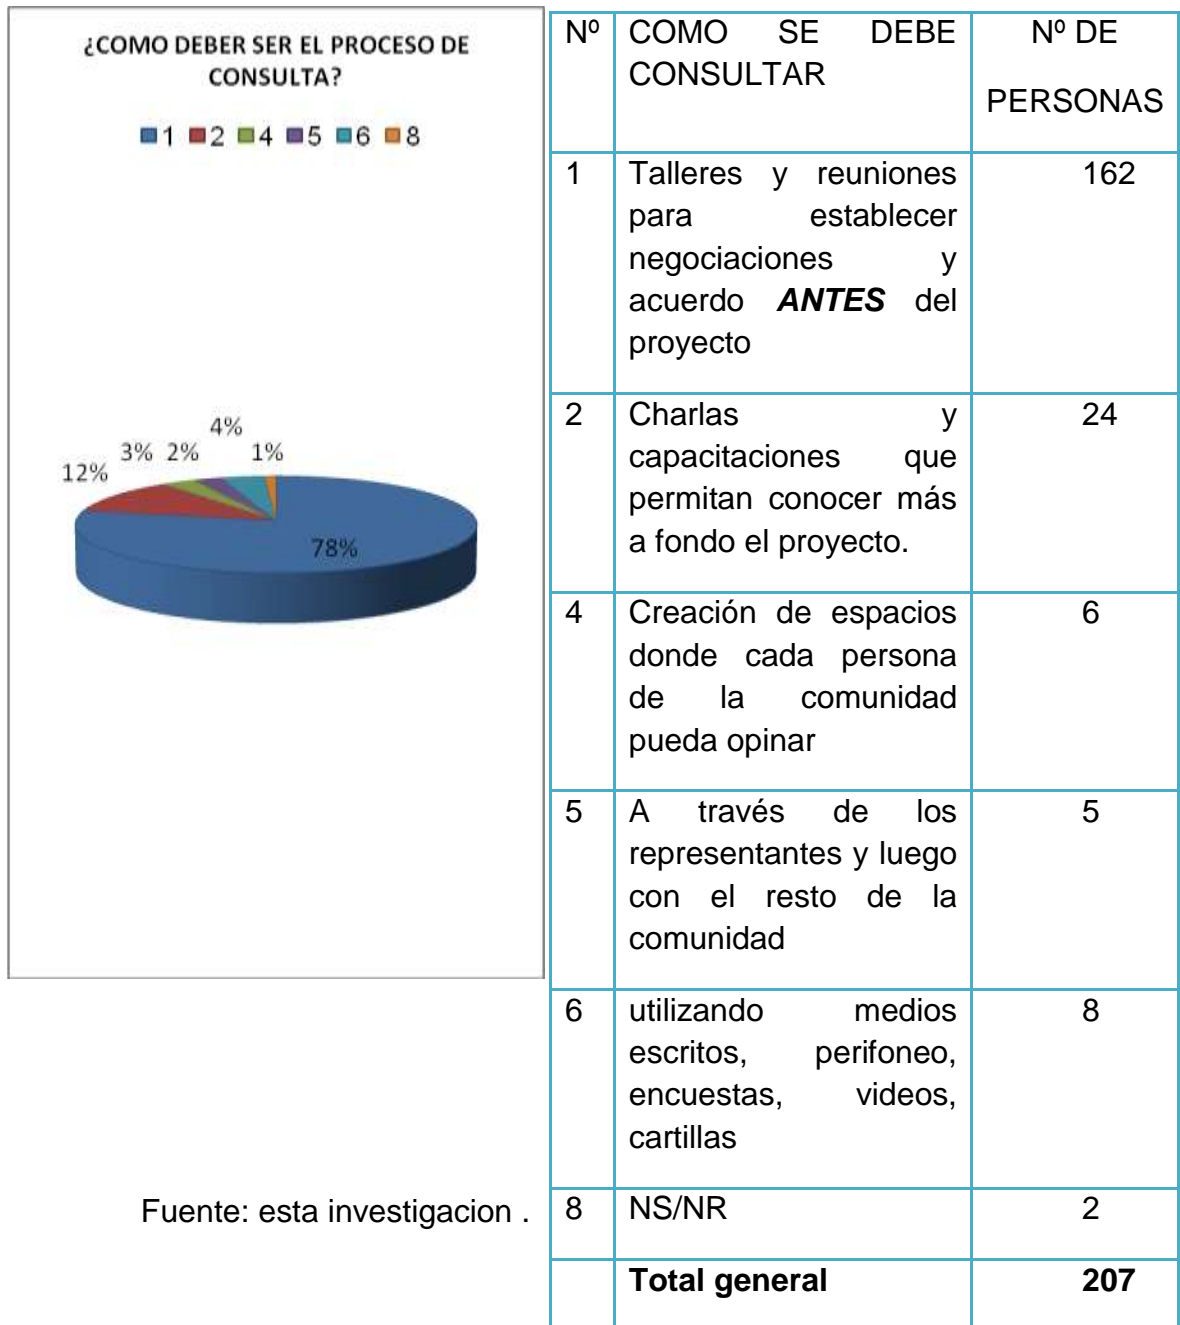 ¿COMO DEBER SER EL PROCESO DE
CONSULTA?
1 2 4 5 6 8
12% 3% 2% 4% 1%
78%
Nº COMO SE DEBE Nº DE
CONSULTAR
PERSONAS
1 Talleres y reuniones 162
para establecer
negociaciones y
acuerdo ANTES del
proyecto
2 Charlas y 24
capacitaciones que
permitan conocer más
a fondo el proyecto.
4 Creación de espacios 6
donde cada persona
de la comunidad
pueda opinar
5 A través de los 5
representantes y luego
con el resto de la
comunidad
6 utilizando medios 8
escritos, perifoneo,
encuestas, videos,
cartillas
8 NS/NR 2
Total general 207
Fuente: esta investigacion .